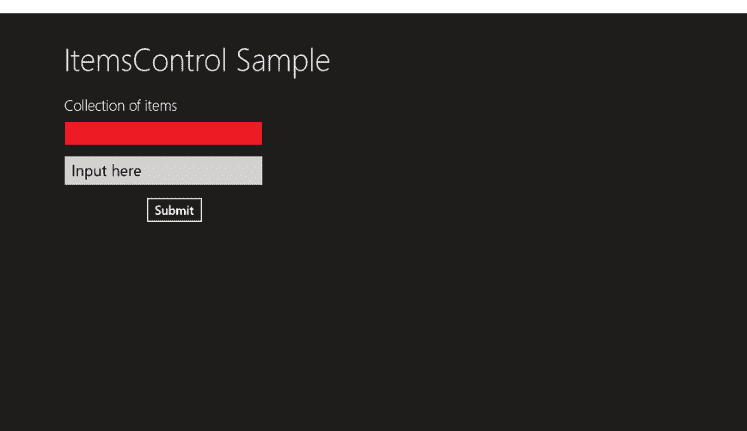 ItemsControl Sample
Collection of items
Input here
Submit